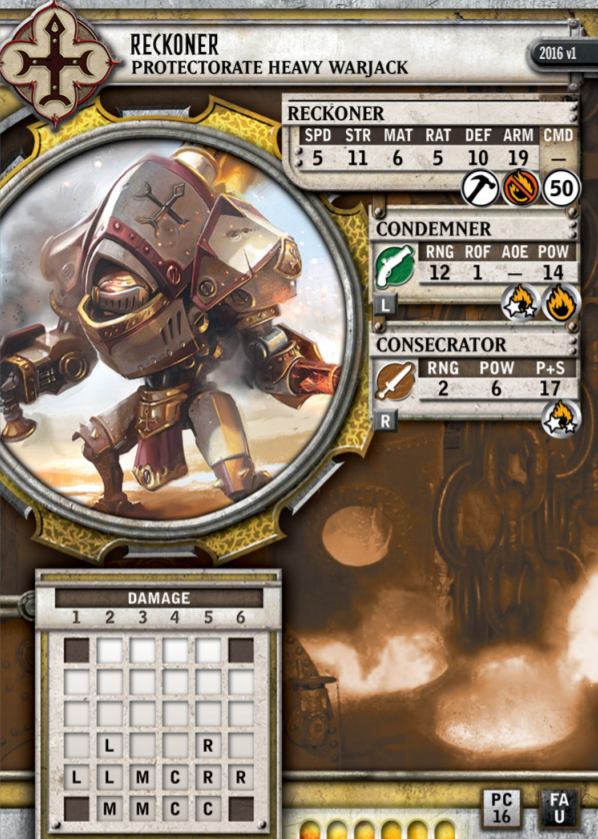 RECKONER
PROTECTORATE HEAVY WARJACK
2016 v1
RECKONER
SPD STR MAT RAT DEF ARM CMD
5 11 6 5 10 19 —
50
CONDEMNER
RNG ROF AOE POW
12 1 — 14
L
CONSECRATOR
RNG POW P+S
2 6 17
R
DAMAGE
1 2 3 4 5 6
L R
L L M C R R
M M C C
PC FA
16 U